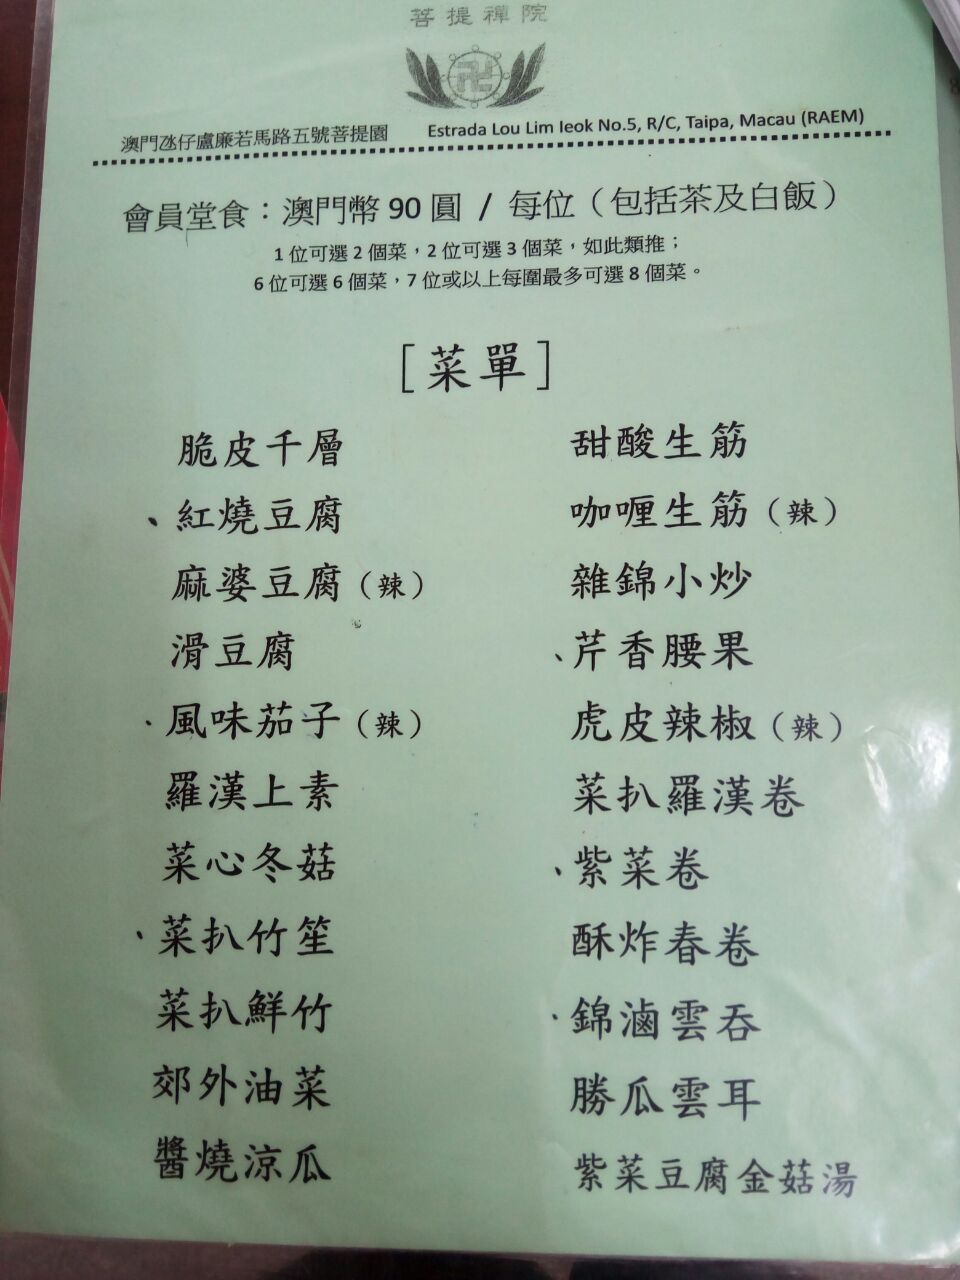 菩提禪院
卍
澳門氹仔盧廉若馬路五號菩提園 Estrada Lou Lim Ieok No.5, R/C, Taipa, Macau (RAEM)
會員堂食：澳門幣 90 圓 / 每位（包括茶及白飯）
1 位可選 2 個菜，2 位可選 3 個菜，如此類推；
6 位可選 6 個菜，7 位或以上每圍最多可選 8 個菜。
[菜單]
脆皮千層
紅燒豆腐
麻婆豆腐（辣）
滑豆腐
風味茄子（辣）
羅漢上素
菜心冬菇
菜扒竹笙
菜扒鮮竹
郊外油菜
醬燒涼瓜
甜酸生筋
咖喱生筋（辣）
雜錦小炒
芹香腰果
虎皮辣椒（辣）
菜扒羅漢卷
紫菜卷
酥炸春卷
錦滷雲吞
勝瓜雲耳
紫菜豆腐金菇湯